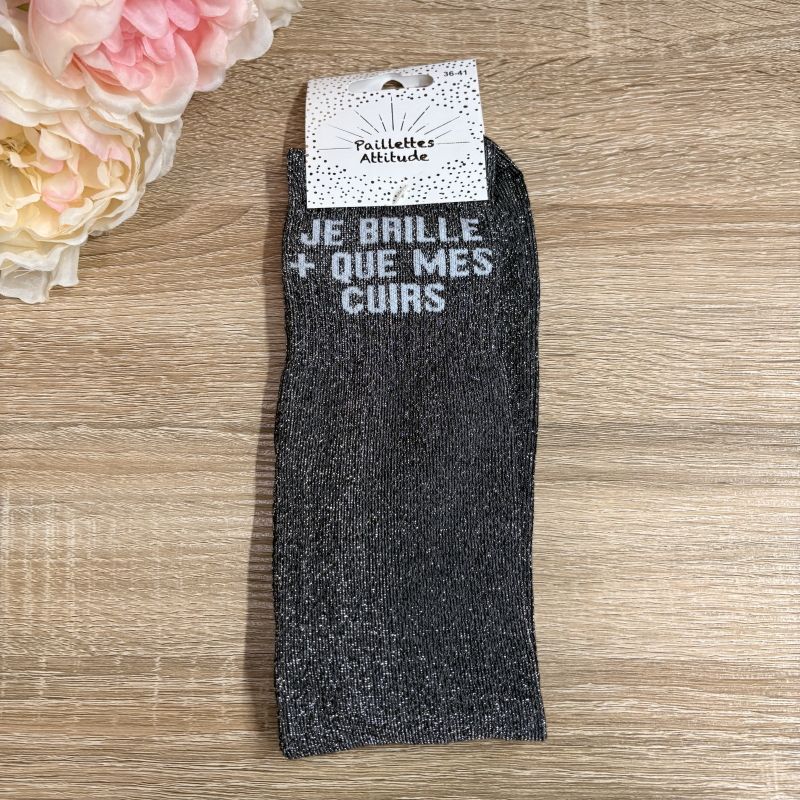 36-41
Paillettes
Attitude
JE BRILLE
+ QUE MES
CUIRS